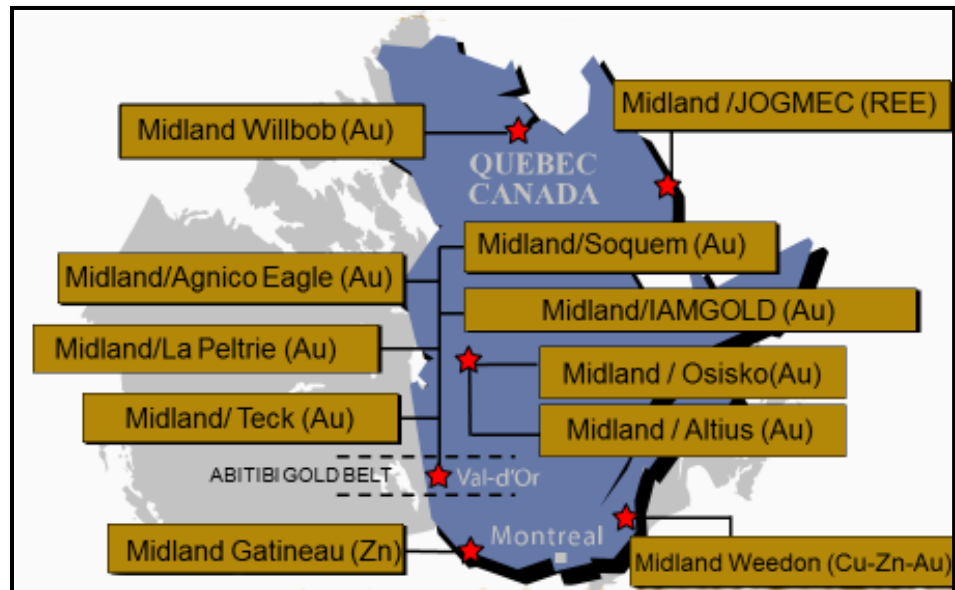 Midland /JOGMEC (REE)
Midland Willbob (Au)
QUEBEC
CANADA
Midland/Soquem (Au)
Midland/Agnico Eagle (Au)
Midland/IAMGOLD (Au)
Midland/La Peltrie (Au)
Midland / Osisko(Au)
Midland/ Teck (Au)
Midland / Altius (Au)
ABITIBI GOLD BELT
Val-d'Or
Montreal
Midland Gatineau (Zn)
Midland Weedon (Cu-Zn-Au)